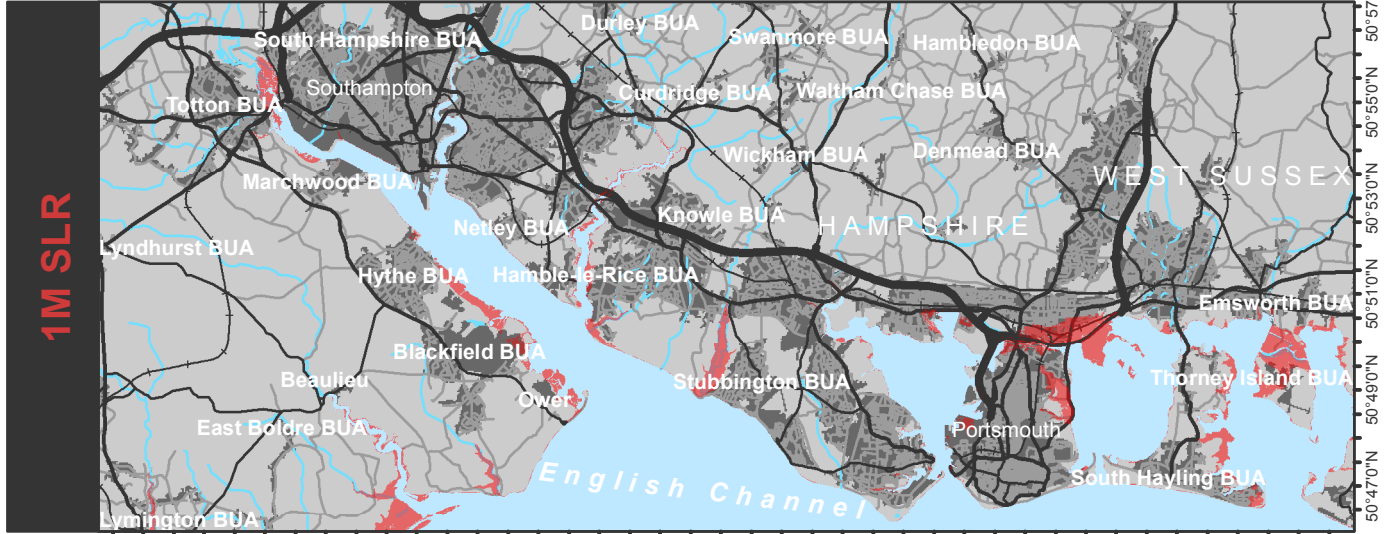 1M SLR
Durley BUA
South Hampshire BUA
Swanmore BUA
Hambledon BUA
Southampton
Totton BUA
Curdridge BUA
Waltham Chase BUA
Wickham BUA
Denmead BUA
Marchwood BUA
WEST SUSSEX
Knowle BUA
Netley BUA
HAMPSHIRE
Lyndhurst BUA
Hythe BUA
Hamble-le-Rice BUA
Emsworth BUA
Blackfield BUA
Beaulieu
Stubbington BUA
Thorney Island BUA
Ower
East Boldre BUA
Portsmouth
English Channel
South Hayling BUA
Lymington BUA
50°47'0"N
50°49'0"N
50°51'0"N
50°53'0"N
50°55'0"N
50°57